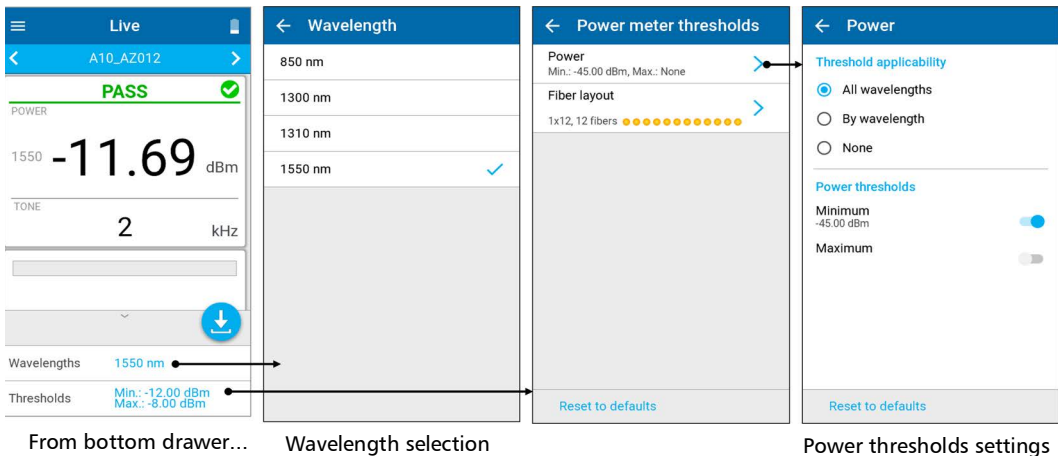 Live
A10_AZ012
PASS
POWER
1550 -11.69 dBm
TONE
2 kHz
Wavelengths 1550 nm
Thresholds Min.: -12.00 dBm
Max.: -8.00 dBm
From bottom drawer...
Wavelength
850 nm
1300 nm
1310 nm
1550 nm
Wavelength selection
Power meter thresholds
Power
Min.: -45.00 dBm, Max.: None
Fiber layout
1x12, 12 fibers
Reset to defaults
Power
Threshold applicability
All wavelengths
By wavelength
None
Power thresholds
Minimum
-45.00 dBm
Maximum
Reset to defaults
Power thresholds settings